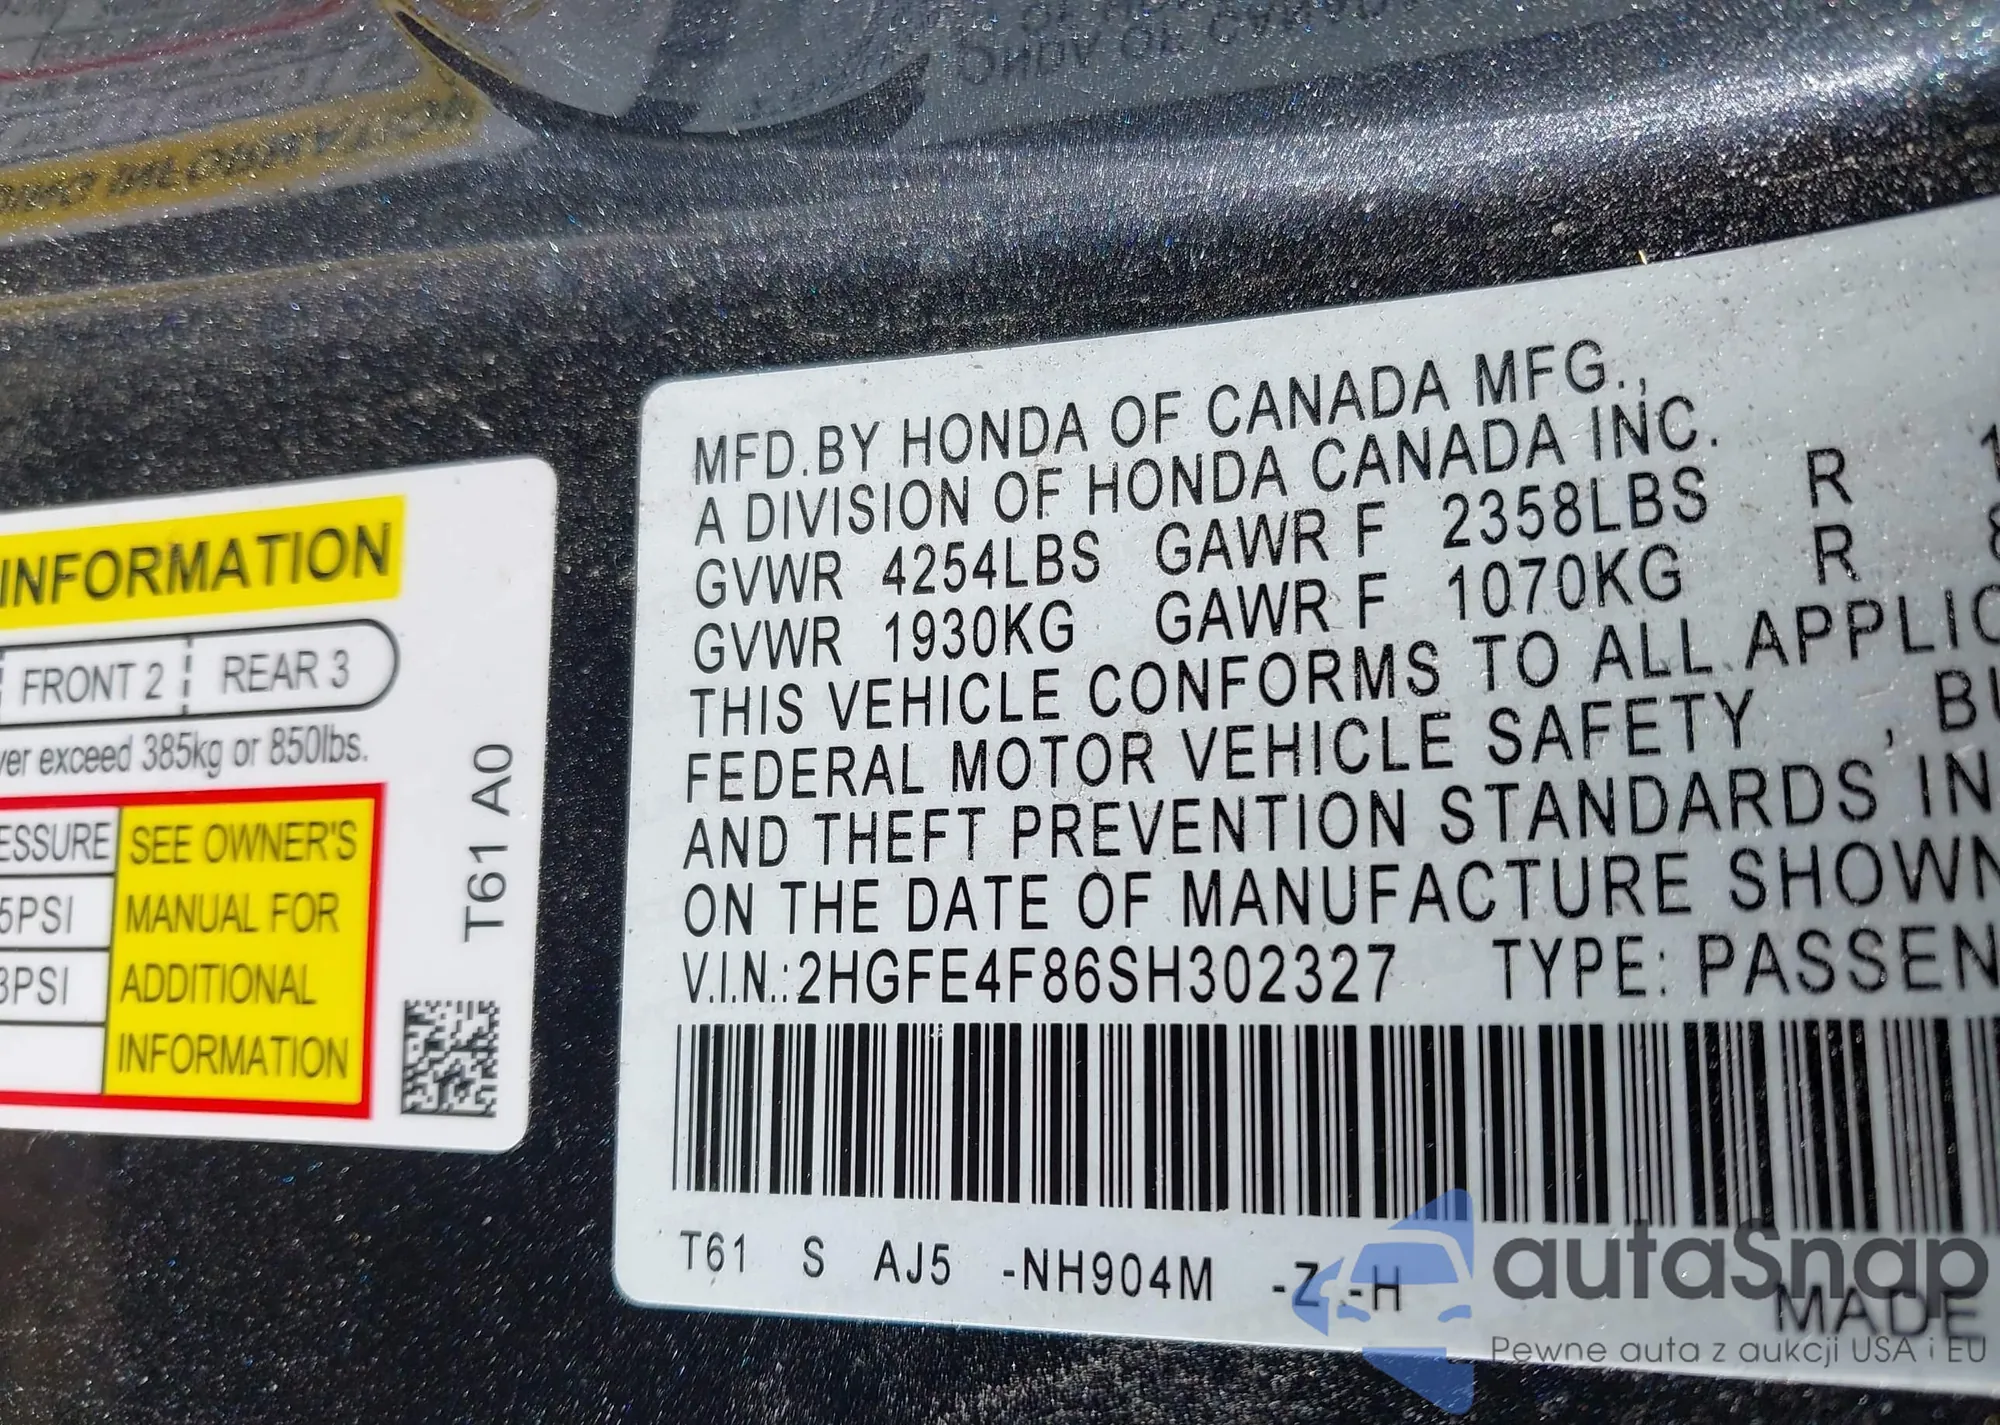 INFORMATION
FRONT 2 REAR 3
ver exceed 385kg or 850lbs.
ESSURE
5PSI
3PSI
SEE OWNER'S
MANUAL FOR
ADDITIONAL
INFORMATION
T61 A0
MFD.BY HONDA OF CANADA MFG.,
A DIVISION OF HONDA CANADA INC.
GVWR 4254LBS GAWR F 2358LBS R 1
GVWR 1930KG GAWR F 1070KG R 8
THIS VEHICLE CONFORMS TO ALL APPLIC
FEDERAL MOTOR VEHICLE SAFETY , BU
AND THEFT PREVENTION STANDARDS IN
ON THE DATE OF MANUFACTURE SHOWN
V.I.N.:2HGFE4F86SH302327 TYPE: PASSEN
T61 S AJ5 -NH904M -Z -H
MADE
autaSnap
Pewne auta z aukcji USA i EU